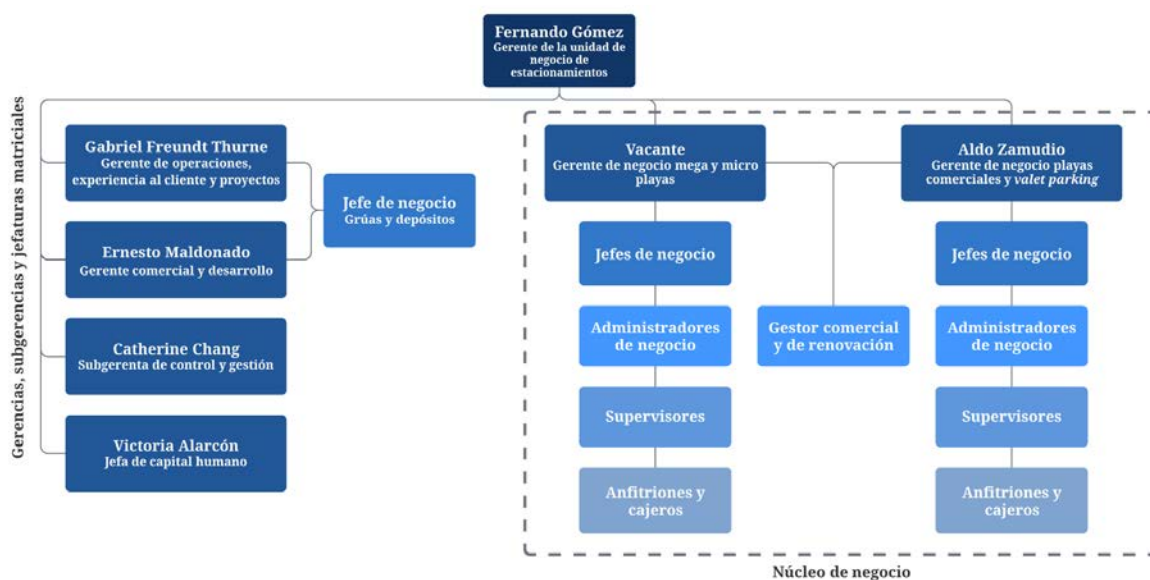 Fernando Gómez
Gerente de la unidad de
negocio de
estacionamientos
Gerencias, subgerencias y jefaturas matriciales
Gabriel Freundt Thurne
Gerente de operaciones,
experiencia al cliente y proyectos
Ernesto Maldonado
Gerente comercial y desarrollo
Catherine Chang
Subgerenta de control y gestión
Victoria Alarcón
Jefa de capital humano
Jefe de negocio
Grúas y depósitos
Vacante
Gerente de negocio mega y micro
playas
Jefes de negocio
Administradores
de negocio
Supervisores
Anfitriones y
cajeros
Gestor comercial
y de renovación
Aldo Zamudio
Gerente de negocio playas
comerciales y valet parking
Jefes de negocio
Administradores
de negocio
Supervisores
Anfitriones y
cajeros
Núcleo de negocio